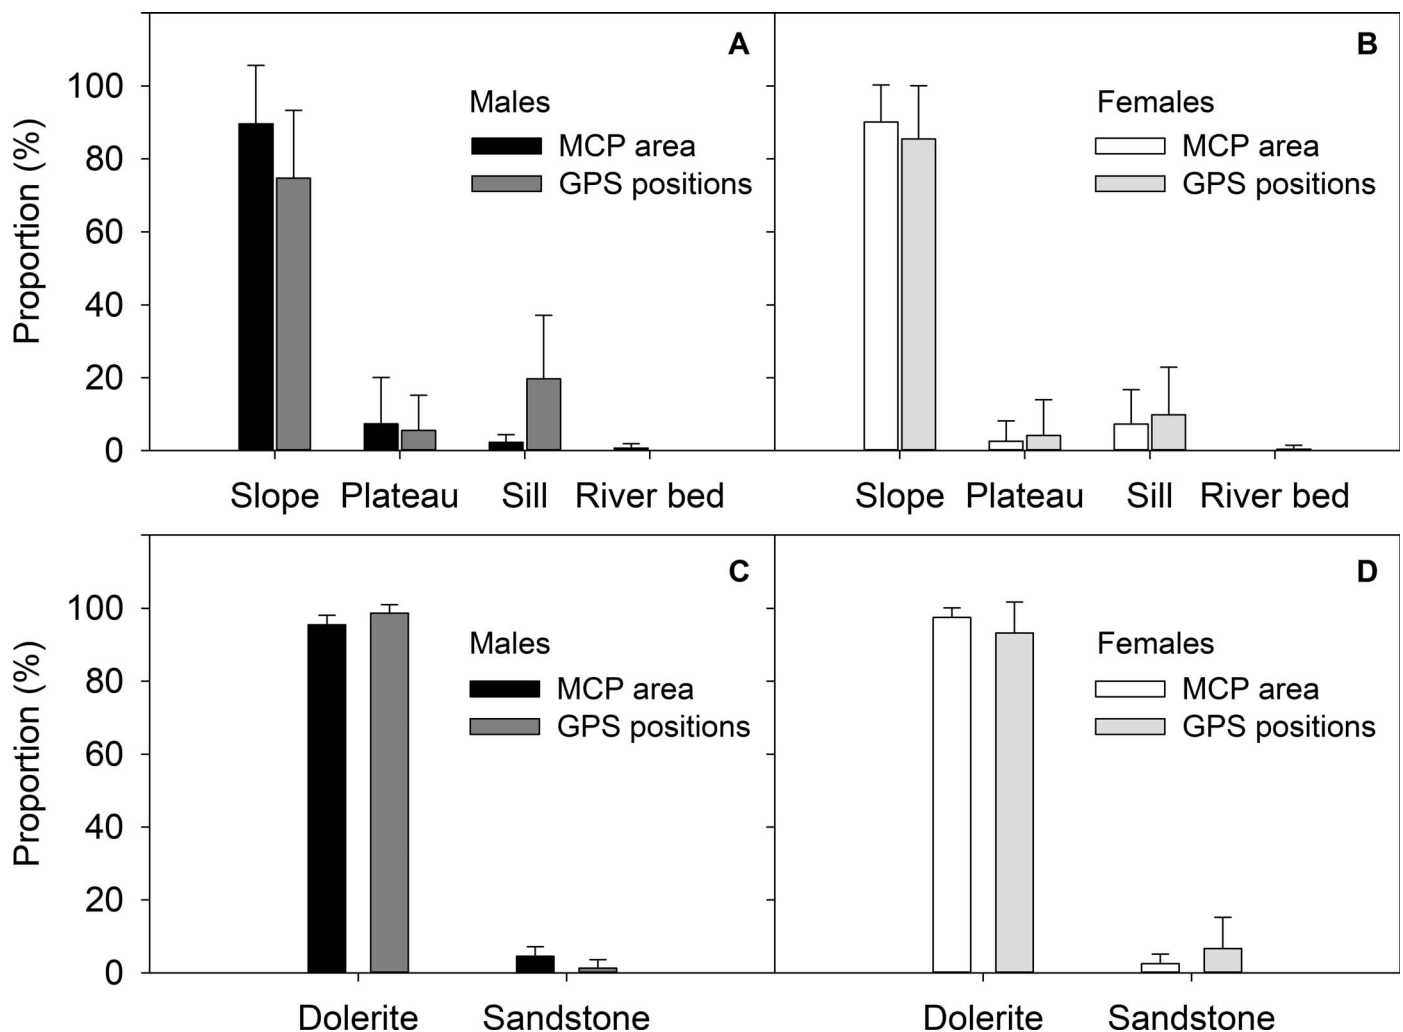 A
B
Proportion (%)
100
80
60
40
20
0
Males
MCP area
GPS positions
Females
MCP area
GPS positions
Slope Plateau Sill River bed
Slope Plateau Sill River bed
C
D
Proportion (%)
100
80
60
40
20
0
Males
MCP area
GPS positions
Females
MCP area
GPS positions
Dolerite Sandstone
Dolerite Sandstone